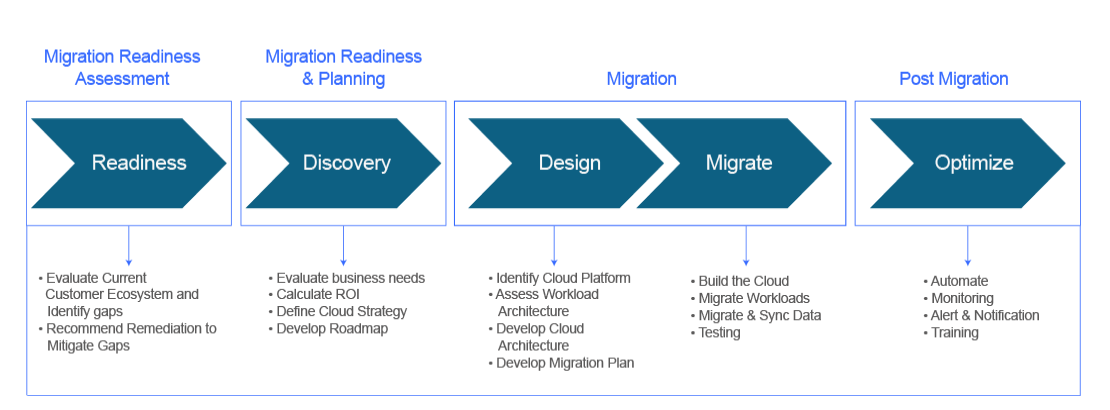 Migration Readiness
Assessment
Migration Readiness
& Planning
Migration
Post Migration
Readiness
Discovery
Design
Migrate
Optimize
• Evaluate Current
Customer Ecosystem and
Identify gaps
• Recommend Remediation to
Mitigate Gaps
• Evaluate business needs
• Calculate ROI
• Define Cloud Strategy
• Develop Roadmap
• Identify Cloud Platform
• Assess Workload
Architecture
• Develop Cloud
Architecture
• Develop Migration Plan
• Build the Cloud
• Migrate Workloads
• Migrate & Sync Data
• Testing
• Automate
• Monitoring
• Alert & Notification
• Training